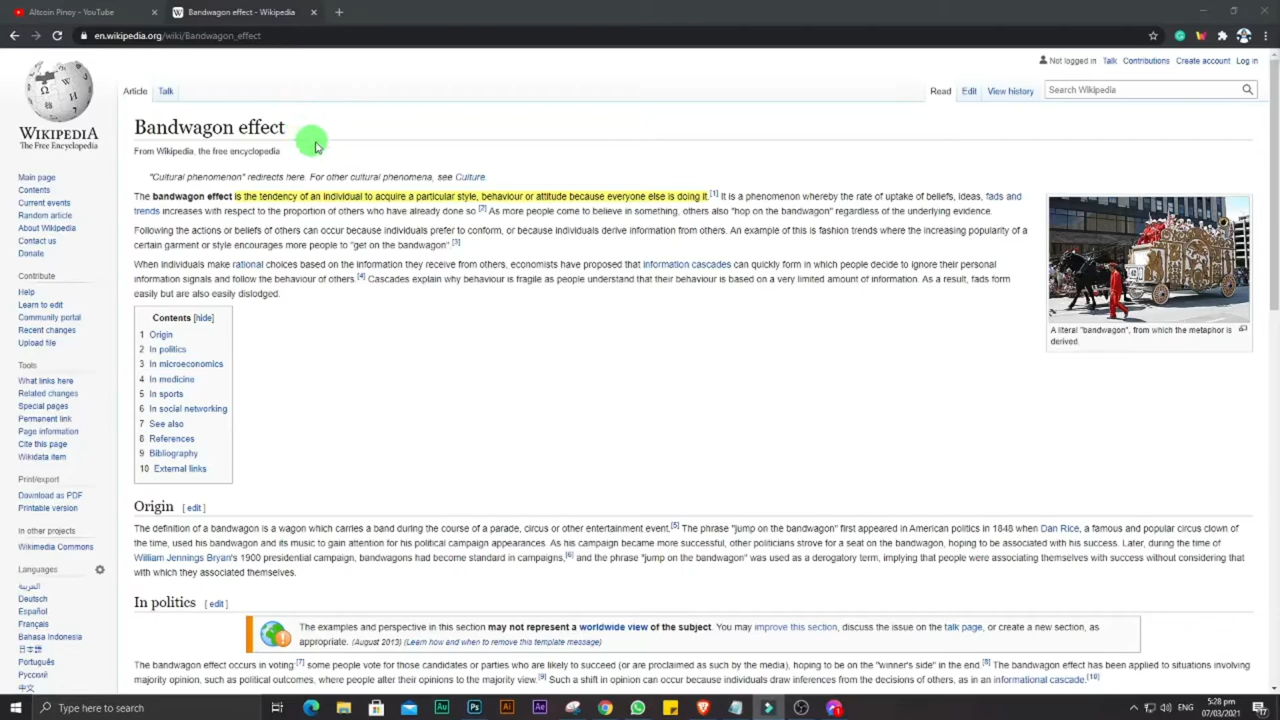 Altcoin Pinoy - YouTube
Bandwagon effect - Wikipedia
en.wikipedia.org/wiki/Bandwagon_effect
Not logged in Talk Contributions Create account Log in
Article Talk Read Edit View history Search Wikipedia
WIKIPEDIA
The Free Encyclopedia
Main page
Contents
Current events
Random article
About Wikipedia
Contact us
Donate
Contribute
Help
Learn to edit
Community portal
Recent changes
Upload file
Tools
What links here
Related changes
Special pages
Permanent link
Page information
Cite this page
Wikidata item
Print/export
Download as PDF
Printable version
In other projects
Wikimedia Commons
Languages
العربية
Deutsch
Español
Français
Bahasa Indonesia
日本語
Português
Русский
中文
Bandwagon effect
From Wikipedia, the free encyclopedia
"Cultural phenomenon" redirects here. For other cultural phenomena, see Culture.
The bandwagon effect is the tendency of an individual to acquire a particular style, behaviour or attitude because everyone else is doing it.[1] It is a phenomenon whereby the rate of uptake of beliefs, ideas, fads and
trends increases with respect to the proportion of others who have already done so.[2] As more people come to believe in something, others also "hop on the bandwagon" regardless of the underlying evidence.
Following the actions or beliefs of others can occur because individuals prefer to conform, or because individuals derive information from others. An example of this is fashion trends where the increasing popularity of a
certain garment or style encourages more people to "get on the bandwagon".[3]
When individuals make rational choices based on the information they receive from others, economists have proposed that information cascades can quickly form in which people decide to ignore their personal
information signals and follow the behaviour of others.[4] Cascades explain why behaviour is fragile as people understand that their behaviour is based on a very limited amount of information. As a result, fads form
easily but are also easily dislodged.
A literal "bandwagon", from which the metaphor is
derived.
Contents [hide]
1 Origin
2 In politics
3 In microeconomics
4 In medicine
5 In sports
6 In social networking
7 See also
8 References
9 Bibliography
10 External links
Origin [ edit ]
The definition of a bandwagon is a wagon which carries a band during the course of a parade, circus or other entertainment event.[5] The phrase "jump on the bandwagon" first appeared in American politics in 1848 when Dan Rice, a famous and popular circus clown of
the time, used his bandwagon and its music to gain attention for his political campaign appearances. As his campaign became more successful, other politicians strove for a seat on the bandwagon, hoping to be associated with his success. Later, during the time of
William Jennings Bryan's 1900 presidential campaign, bandwagons had become standard in campaigns,[6] and the phrase "jump on the bandwagon" was used as a derogatory term, implying that people were associating themselves with success without considering that
with which they associated themselves.
In politics [ edit ]
The examples and perspective in this section may not represent a worldwide view of the subject. You may improve this section, discuss the issue on the talk page, or create a new section, as
appropriate. (August 2013) (Learn how and when to remove this template message)
The bandwagon effect occurs in voting:[7] some people vote for those candidates or parties who are likely to succeed (or are proclaimed as such by the media), hoping to be on the "winner's side" in the end.[8] The bandwagon effect has been applied to situations involving
majority opinion, such as political outcomes, where people alter their opinions to the majority view.[9] Such a shift in opinion can occur because individuals draw inferences from the decisions of others, as in an informational cascade.[10]
Type here to search
Au
Ps
Ai
Ae
ENG
5:28 pm
07/03/2021
17